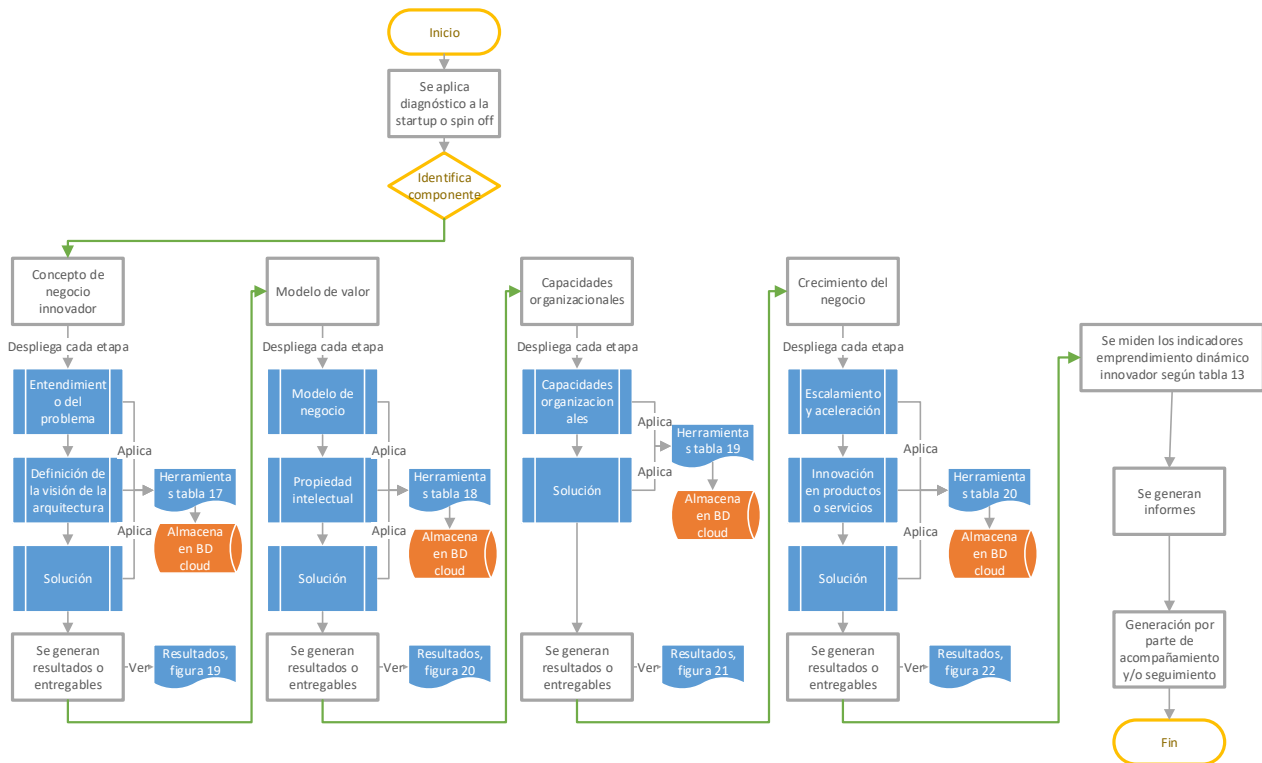 Inicio
Se aplica
diagnóstico a la
startup o spin off
Identifica
componente
Concepto de
negocio
innovador
Despliega cada etapa
Entendimient
o del
problema
Aplica
Definición de
la visión de la
arquitectura
Herramienta
s tabla 17
Aplica
Almacena
en BD
cloud
Solución
Se generan
resultados o
entregables
Ver
Resultados,
figura 19
Modelo de valor
Despliega cada etapa
Modelo de
negocio
Aplica
Propiedad
intelectual
Herramienta
s tabla 18
Aplica
Almacena
en BD
cloud
Solución
Se generan
resultados o
entregables
Ver
Resultados,
figura 20
Capacidades
organizacionales
Despliega cada etapa
Capacidades
organizacion
ales
Aplica
Herramienta
s tabla 19
Aplica
Solución
Almacena
en BD
cloud
Se generan
resultados o
entregables
Ver
Resultados,
figura 21
Crecimiento del
negocio
Despliega cada etapa
Escalamiento
y aceleración
Aplica
Innovación
en productos
o servicios
Herramienta
s tabla 20
Aplica
Almacena
en BD
cloud
Solución
Se generan
resultados o
entregables
Ver
Resultados,
figura 22
Se miden los indicadores
emprendimiento dinámico
innovador según tabla 13
Se generan
informes
Generación por
parte de
acompañamiento
y/o seguimiento
Fin